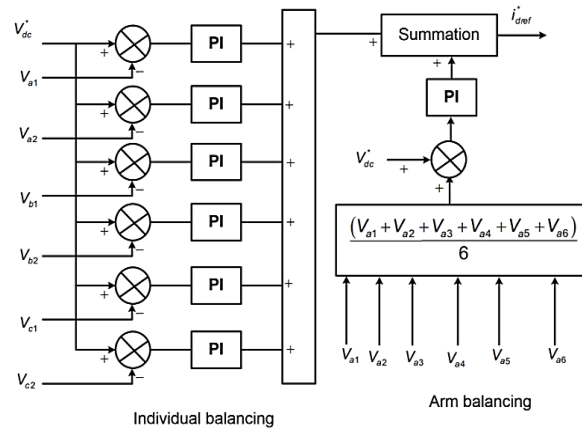 V*dc
+
−
PI
+
Va1
+
−
PI
+
Va2
+
−
PI
+
Vb1
+
−
PI
+
Vb2
+
−
PI
+
Vc1
+
−
PI
+
Vc2
Individual balancing
+
Summation
i*dref
+
PI
V*dc
+
+
(Va1 + Va2 + Va3 + Va4 + Va5 + Va6)
6
Va1 Va2 Va3 Va4 Va5 Va6
Arm balancing